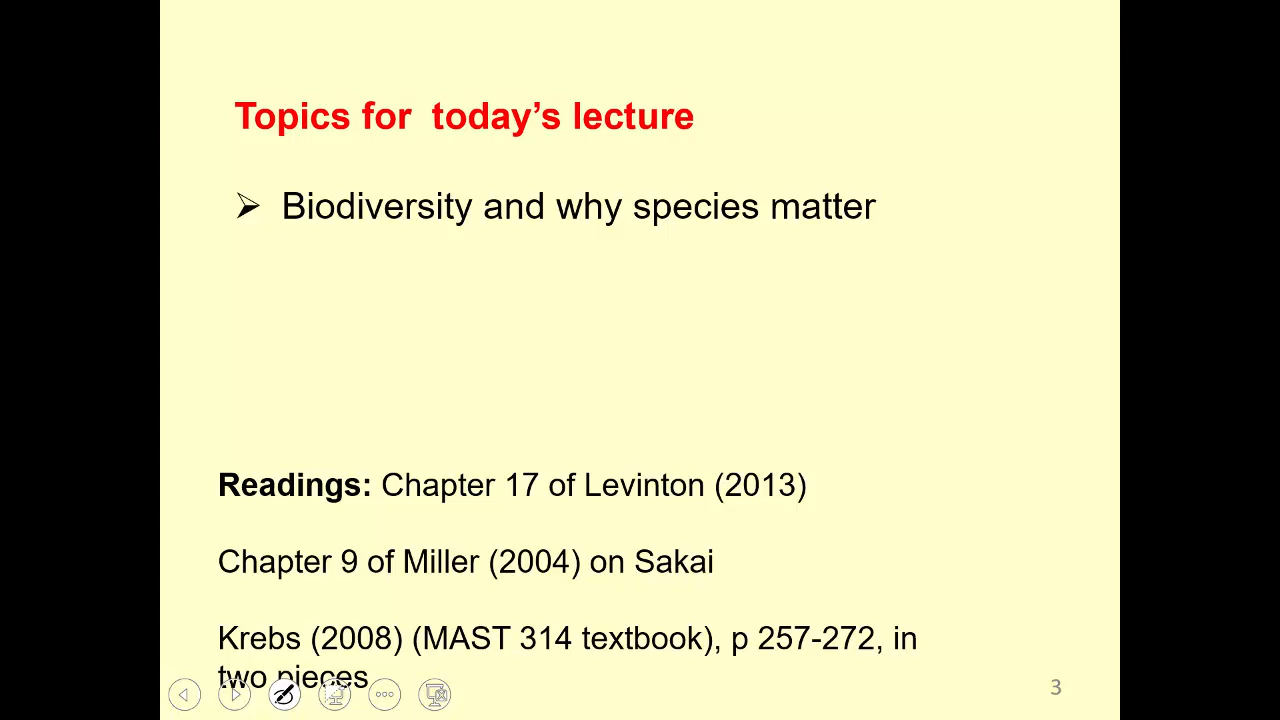 Topics for  today’s lecture
➢ Biodiversity and why species matter
Readings: Chapter 17 of Levinton (2013)
Chapter 9 of Miller (2004) on Sakai
Krebs (2008) (MAST 314 textbook), p 257-272, in
two pieces
3